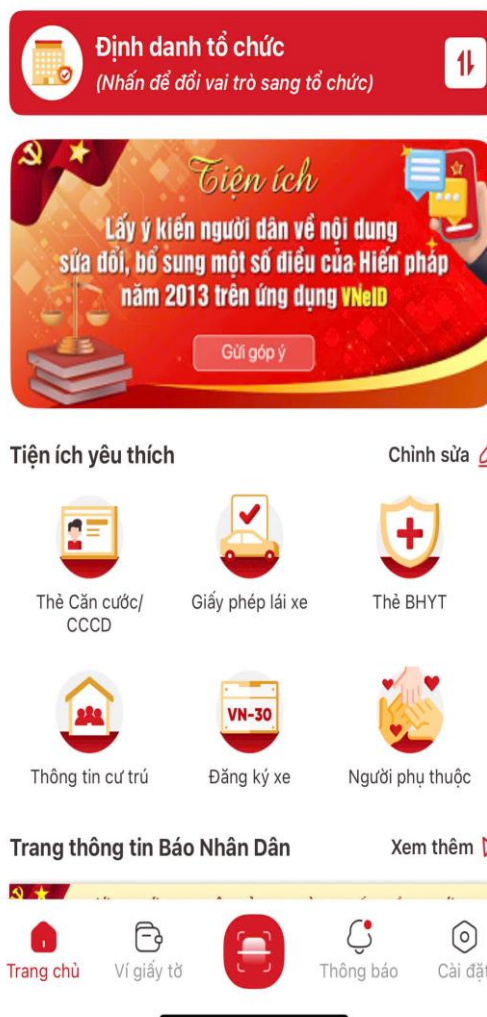 Định danh tổ chức
(Nhấn để đổi vai trò sang tổ chức)
Tiện ích
Lấy ý kiến người dân về nội dung
sửa đổi, bổ sung một số điều của Hiến pháp
năm 2013 trên ứng dụng VNeID
Gửi góp ý
Tiện ích yêu thích
Chỉnh sửa
Thẻ Căn cước/
CCCD
Giấy phép lái xe
Thẻ BHYT
VN-30
Thông tin cư trú
Đăng ký xe
Người phụ thuộc
Trang thông tin Báo Nhân Dân
Xem thêm
Trang chủ
Ví giấy tờ
Thông báo
Cài đặt